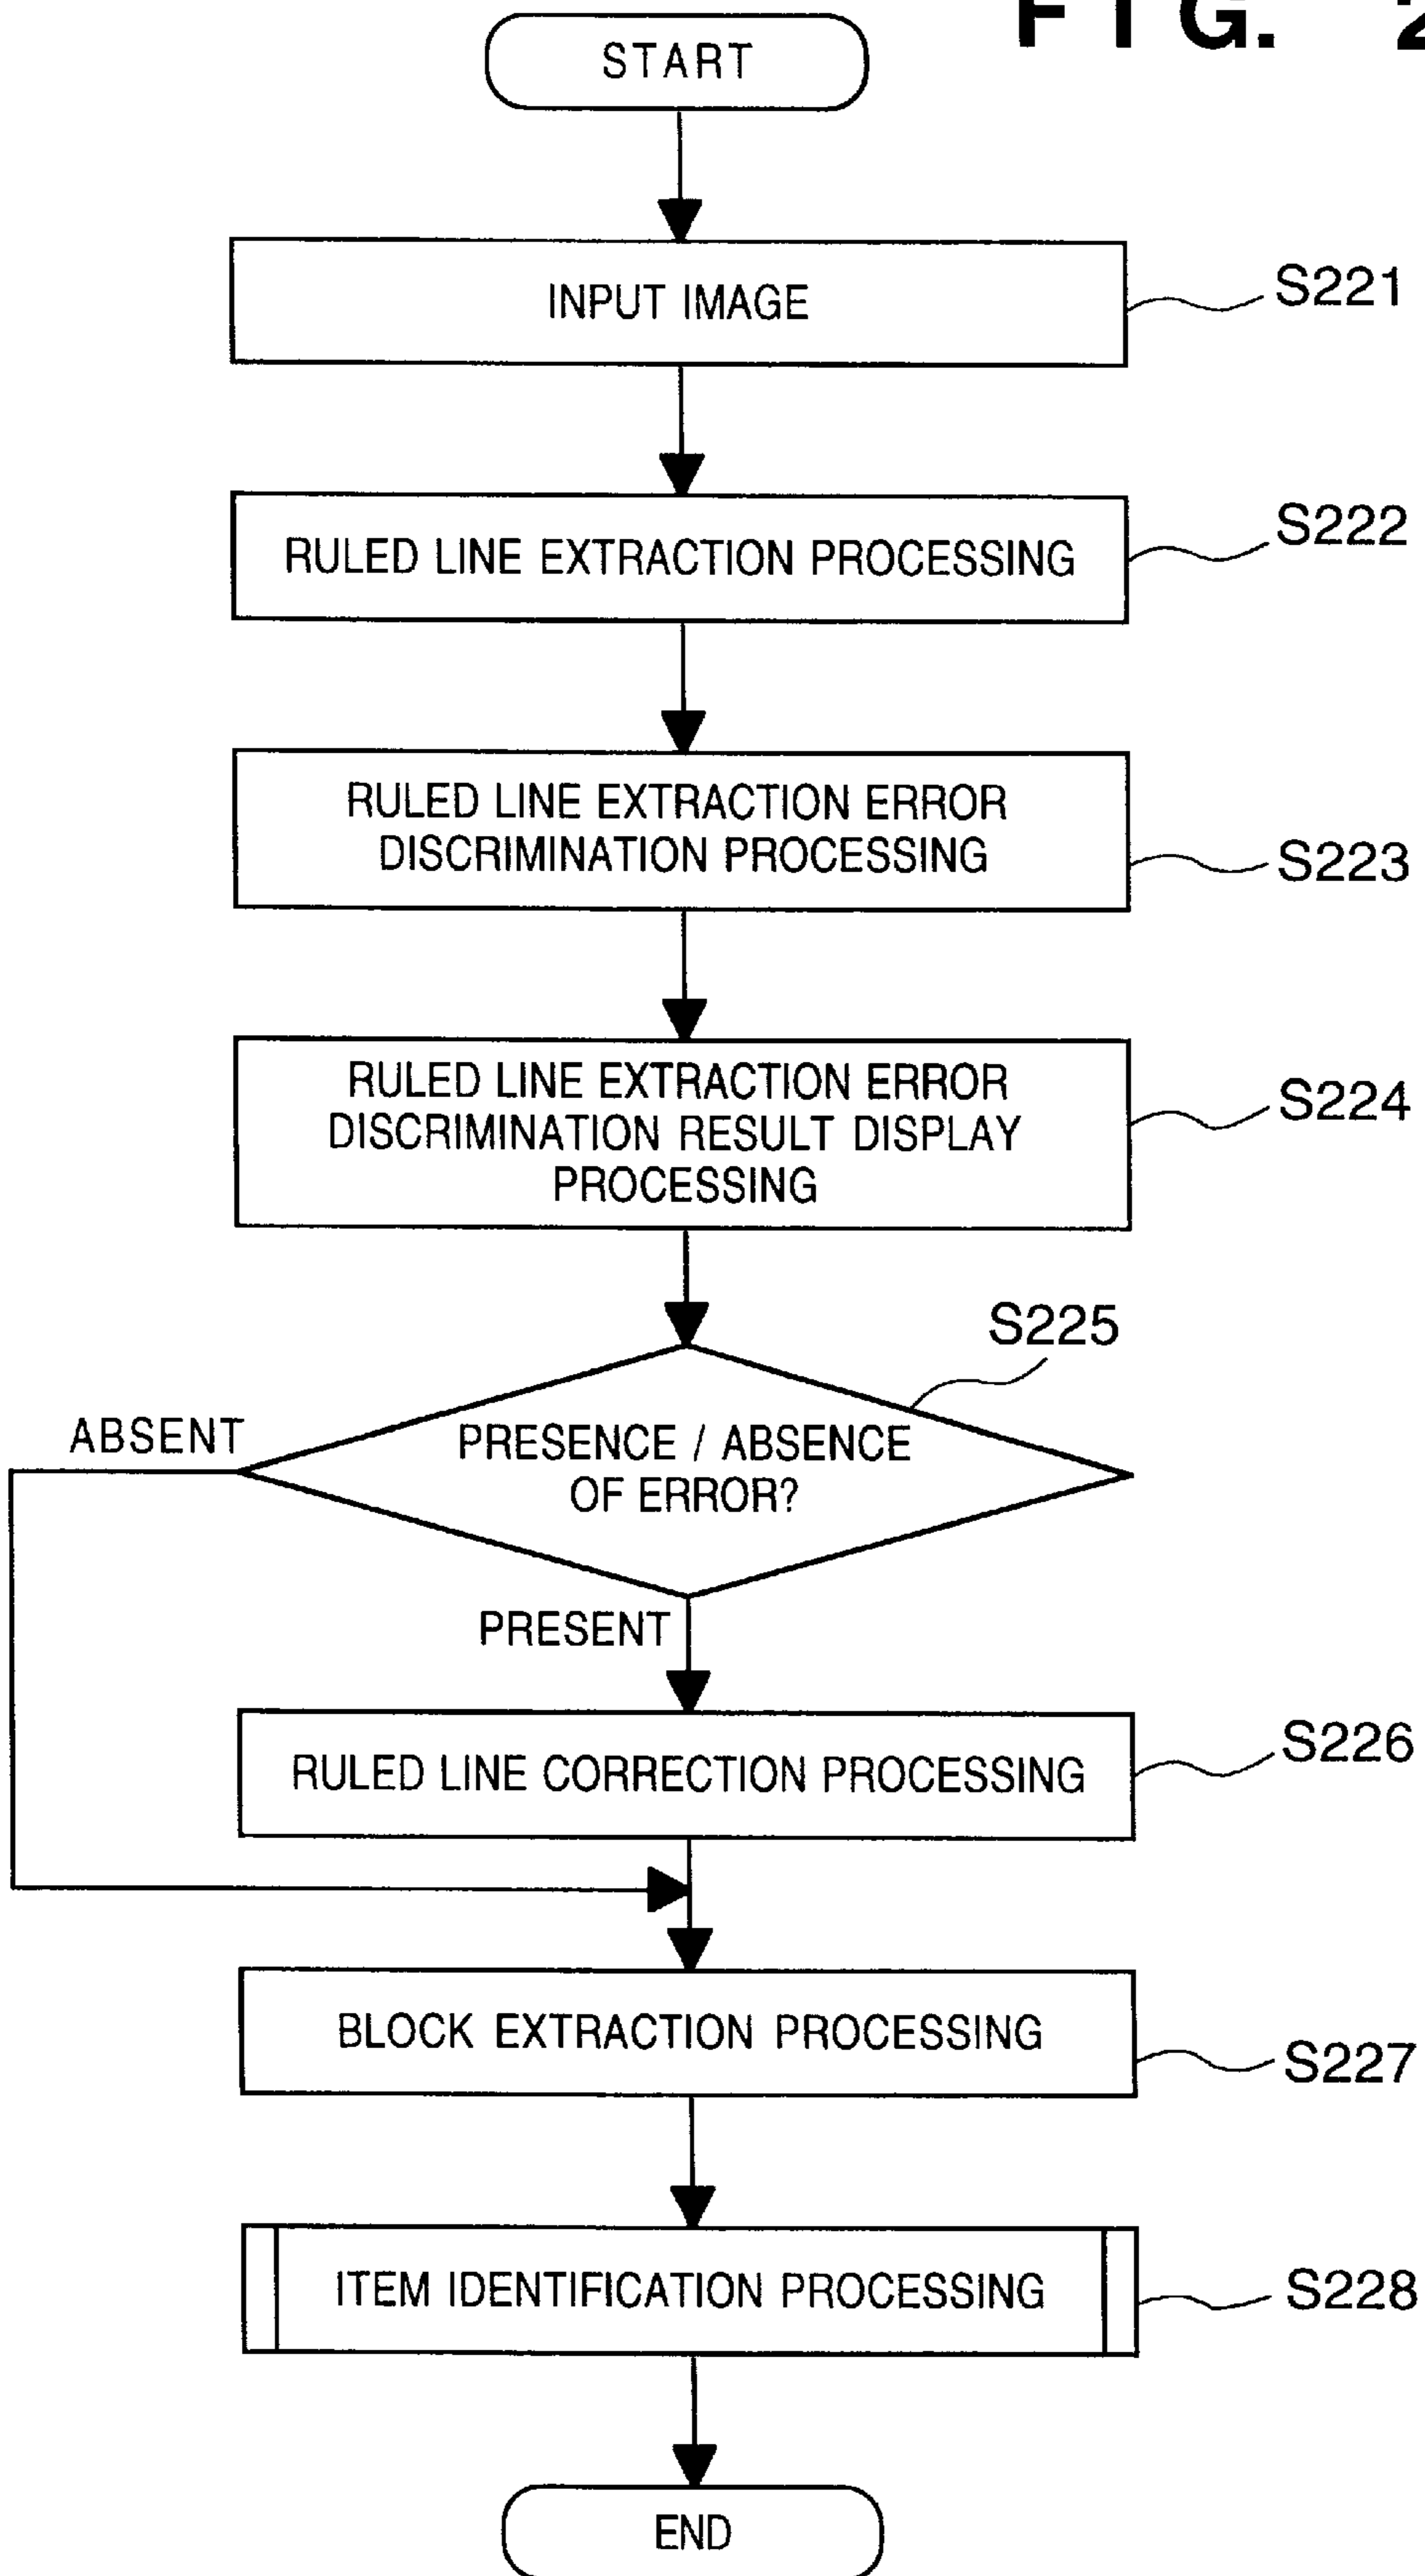 FIG. 2
START
INPUT IMAGE
S221
RULED LINE EXTRACTION PROCESSING
S222
RULED LINE EXTRACTION ERROR
DISCRIMINATION PROCESSING
S223
RULED LINE EXTRACTION ERROR
DISCRIMINATION RESULT DISPLAY
PROCESSING
S224
S225
ABSENT
PRESENCE / ABSENCE
OF ERROR?
PRESENT
RULED LINE CORRECTION PROCESSING
S226
BLOCK EXTRACTION PROCESSING
S227
ITEM IDENTIFICATION PROCESSING
S228
END